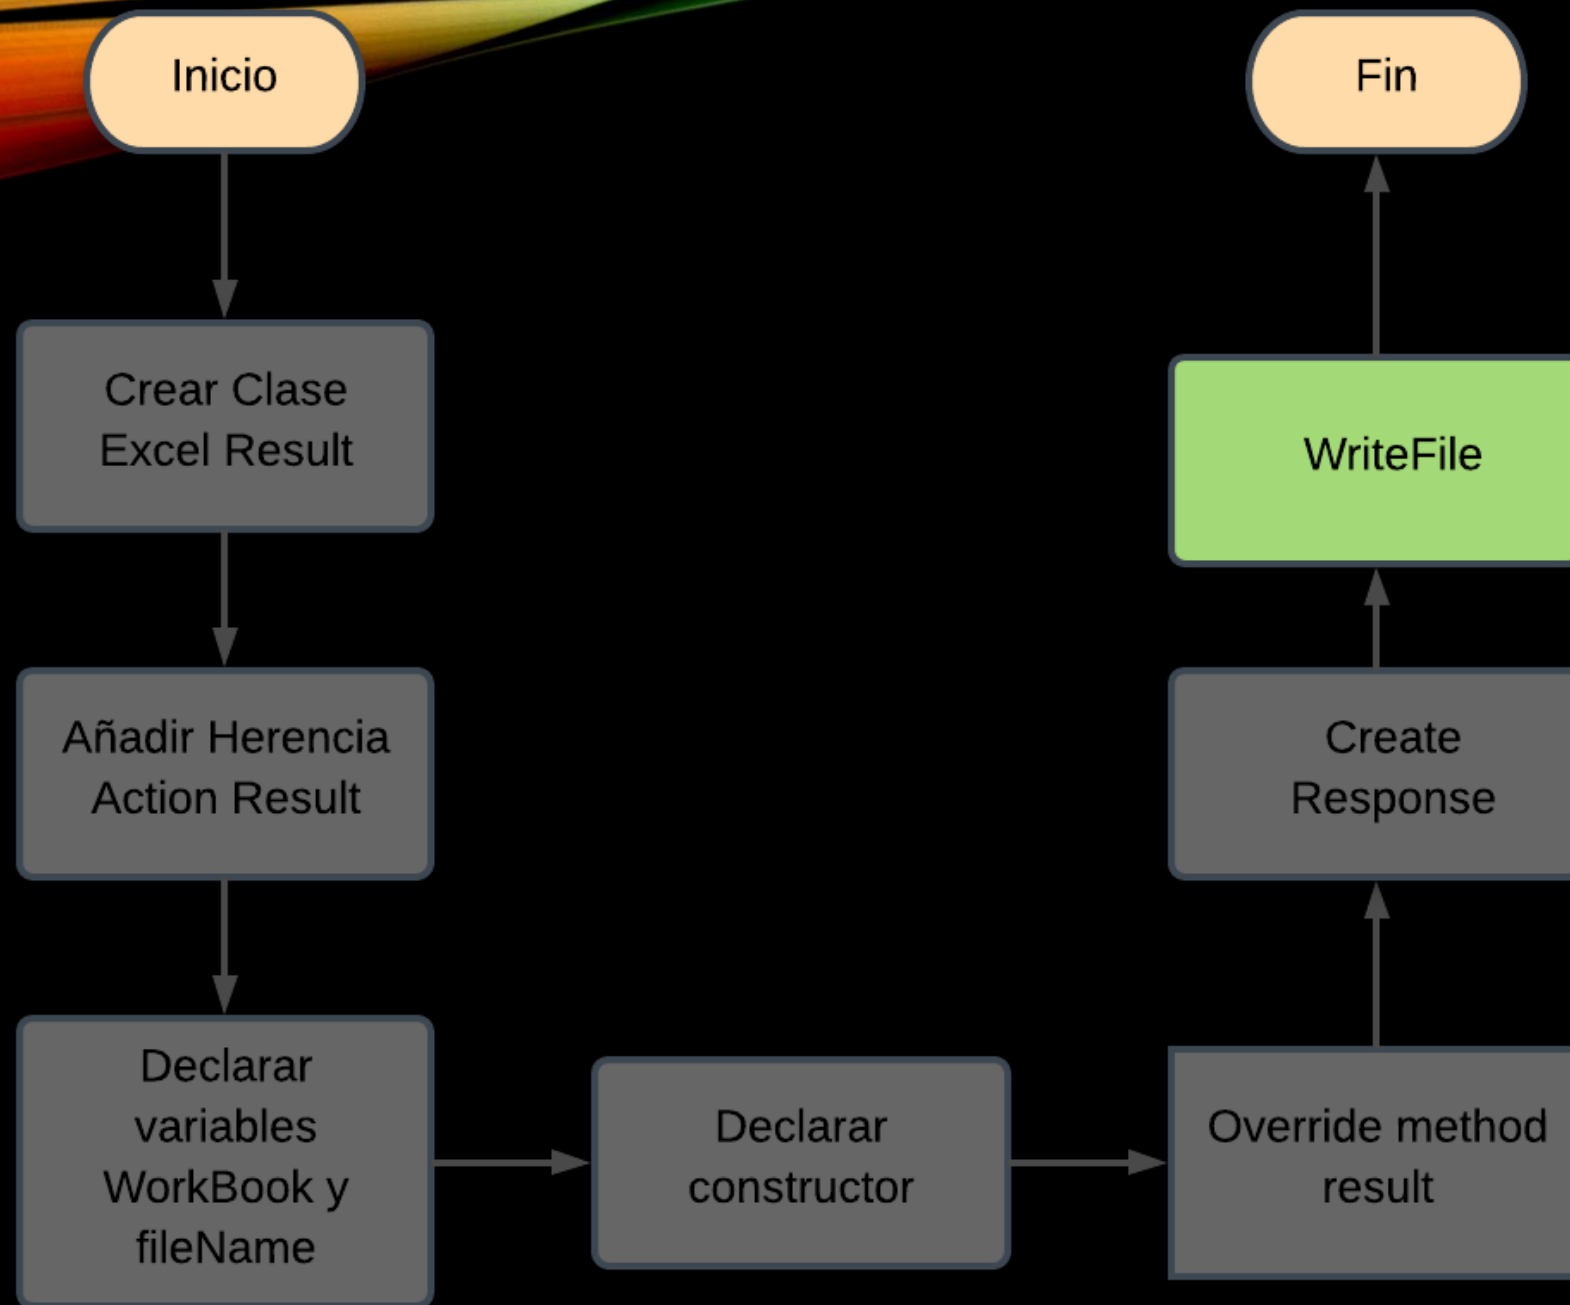 Inicio
Crear Clase
Excel Result
Añadir Herencia
Action Result
Declarar
variables
WorkBook y
fileName
Declarar
constructor
Override method
result
Create
Response
WriteFile
Fin